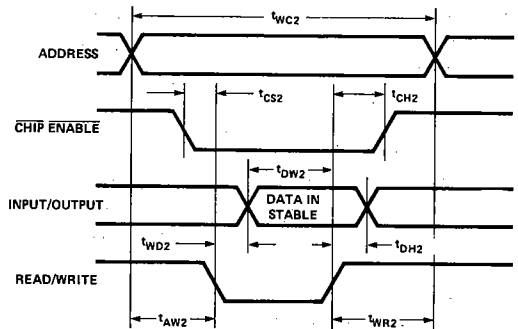 tWC2
ADDRESS
tCS2
tCH2
CHIP ENABLE
tDW2
INPUT/OUTPUT
DATA IN
STABLE
tWD2
tDH2
READ/WRITE
tAW2
tWR2